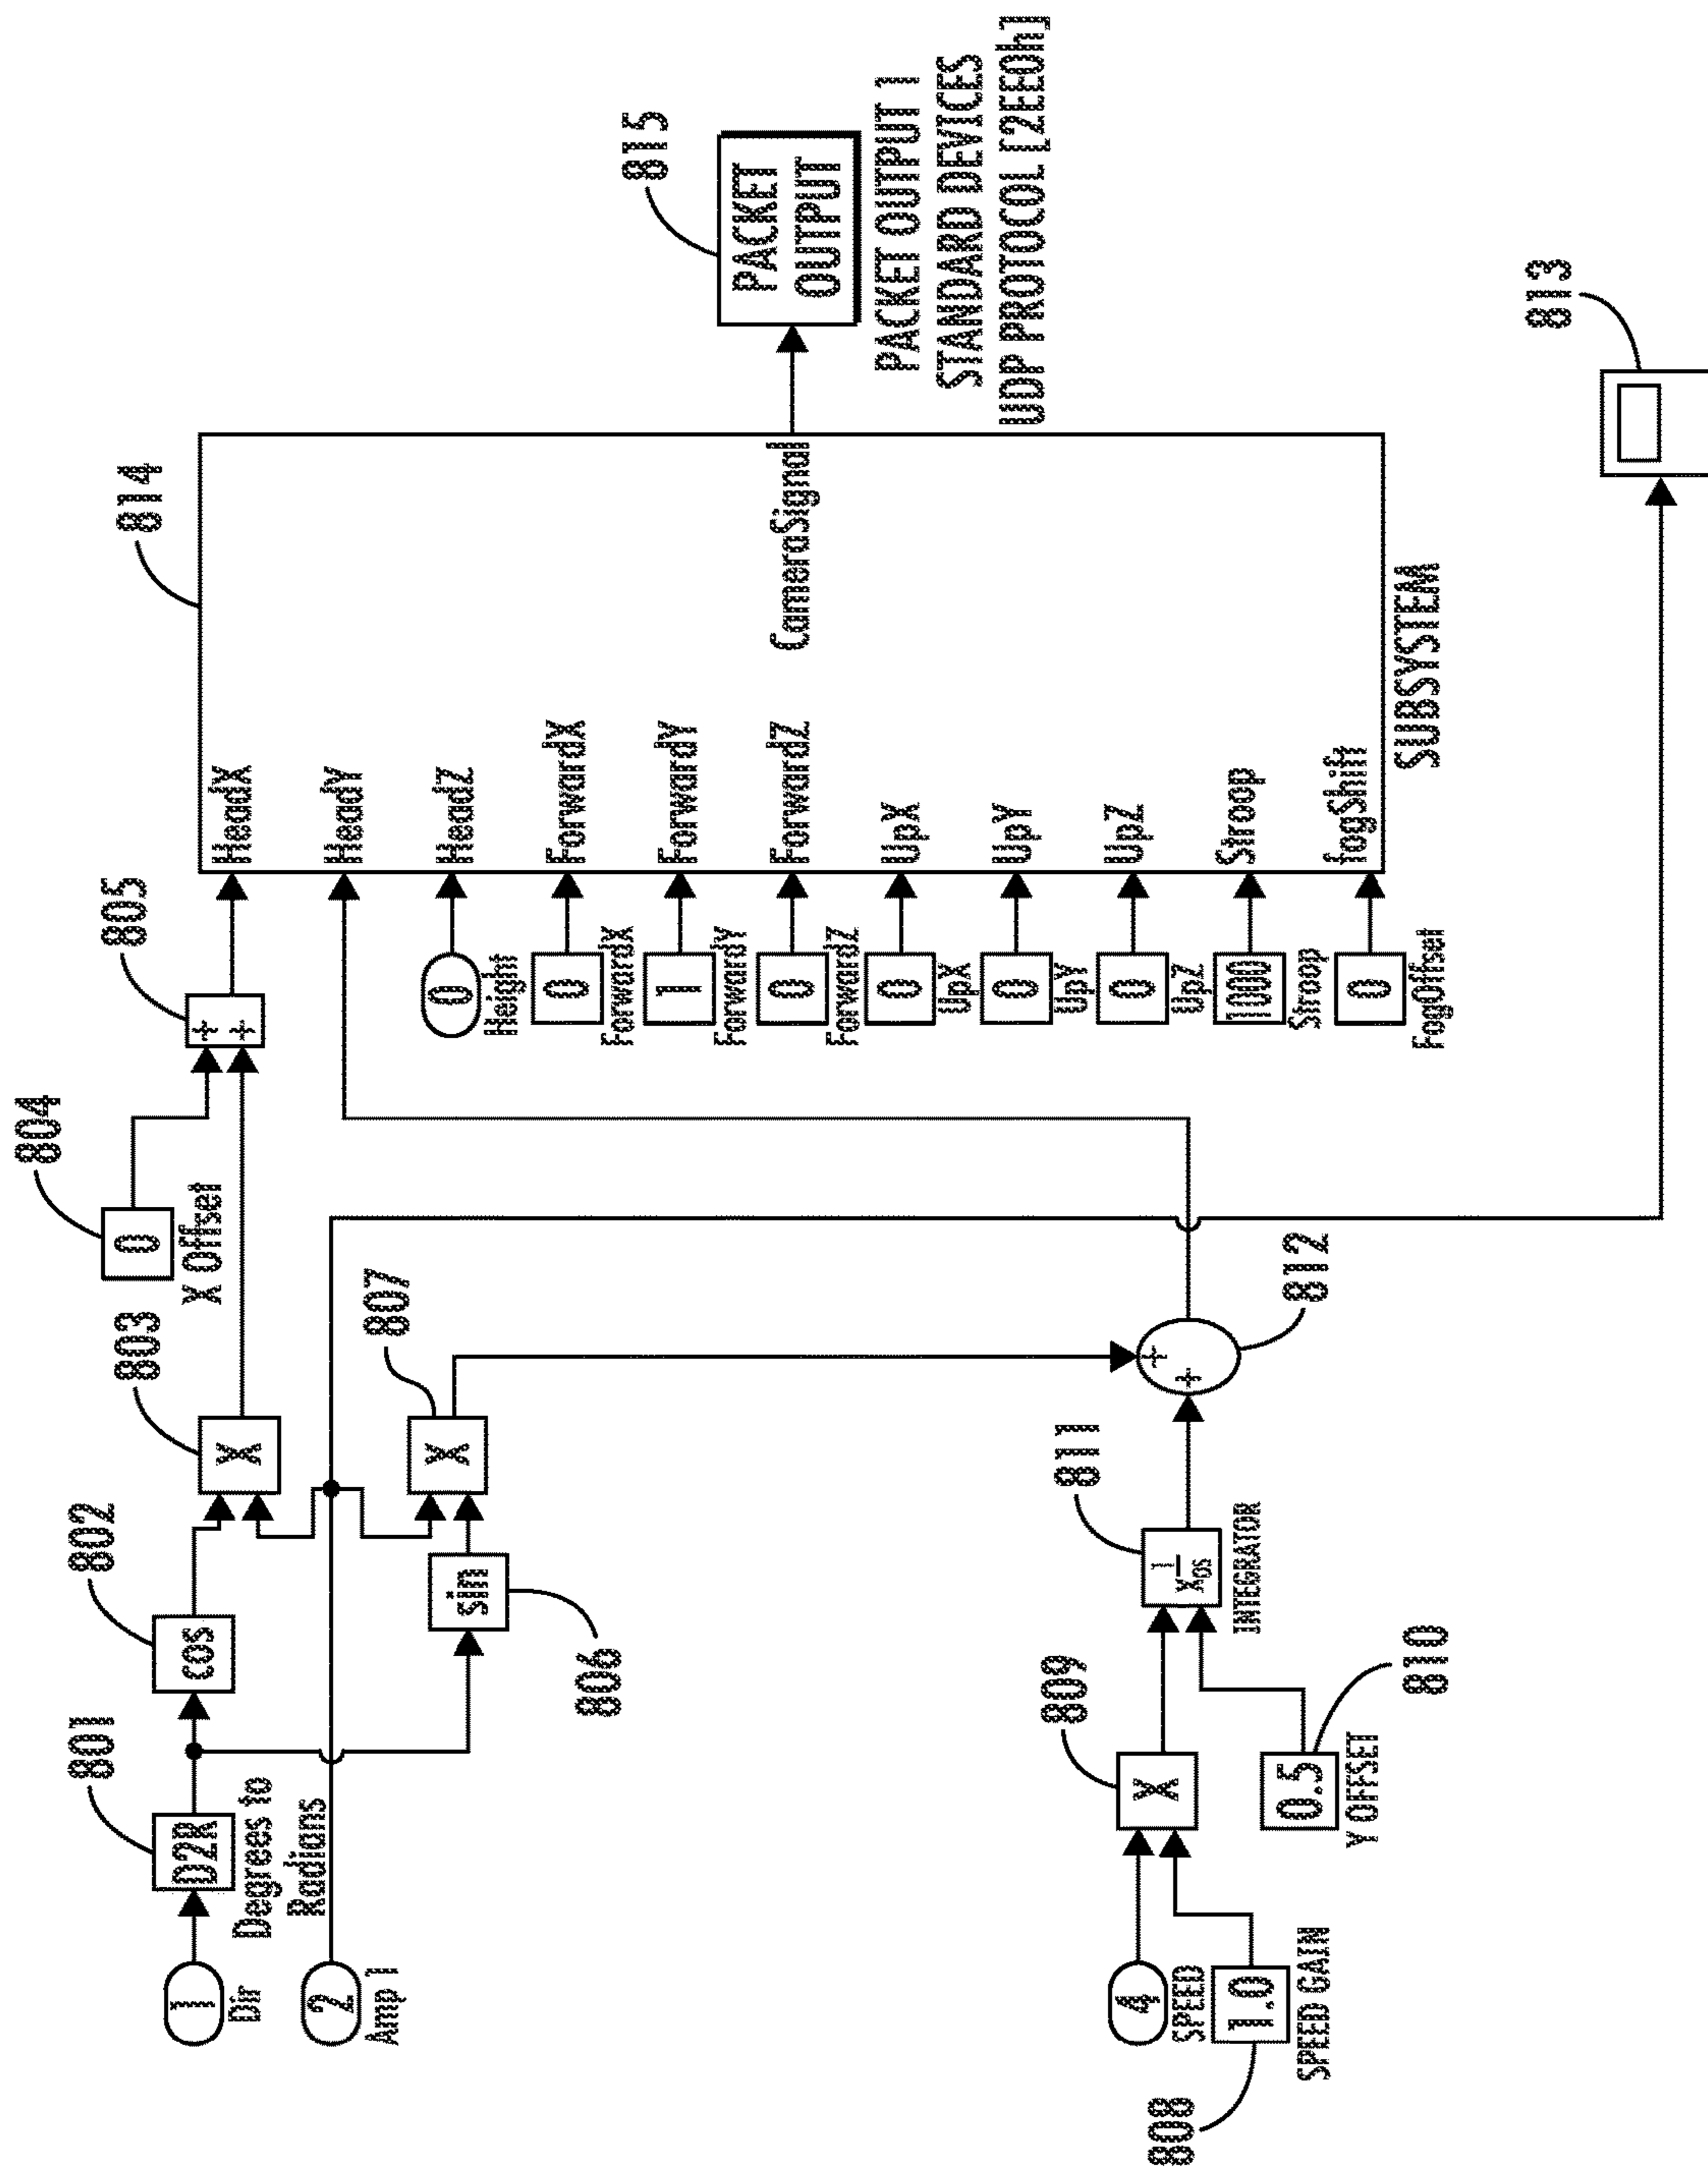 801
802
803
804
805
814
815
1
Dir
D2R
Degrees to
Radians
cos
X
0
X Offset
+
+
2
Amp 1
sin
806
X
807
HeadX
HeadY
HeadZ
ForwardX
ForwardY
ForwardZ
UpX
UpY
UpZ
Stroop
fogShift
CameraSignal
SUBSYSTEM
0
Height
0
ForwardX
1
ForwardY
0
ForwardZ
0
UpX
0
UpY
0
UpZ
1000
Stroop
0
FogOffset
PACKET
OUTPUT
PACKET OUTPUT 1
STANDARD DEVICES
UDP PROTOCOL [2EE0h]
4
SPEED
1.0
SPEED GAIN
808
X
809
0.5
Y OFFSET
810
1
xos
INTEGRATOR
811
+
+
812
813